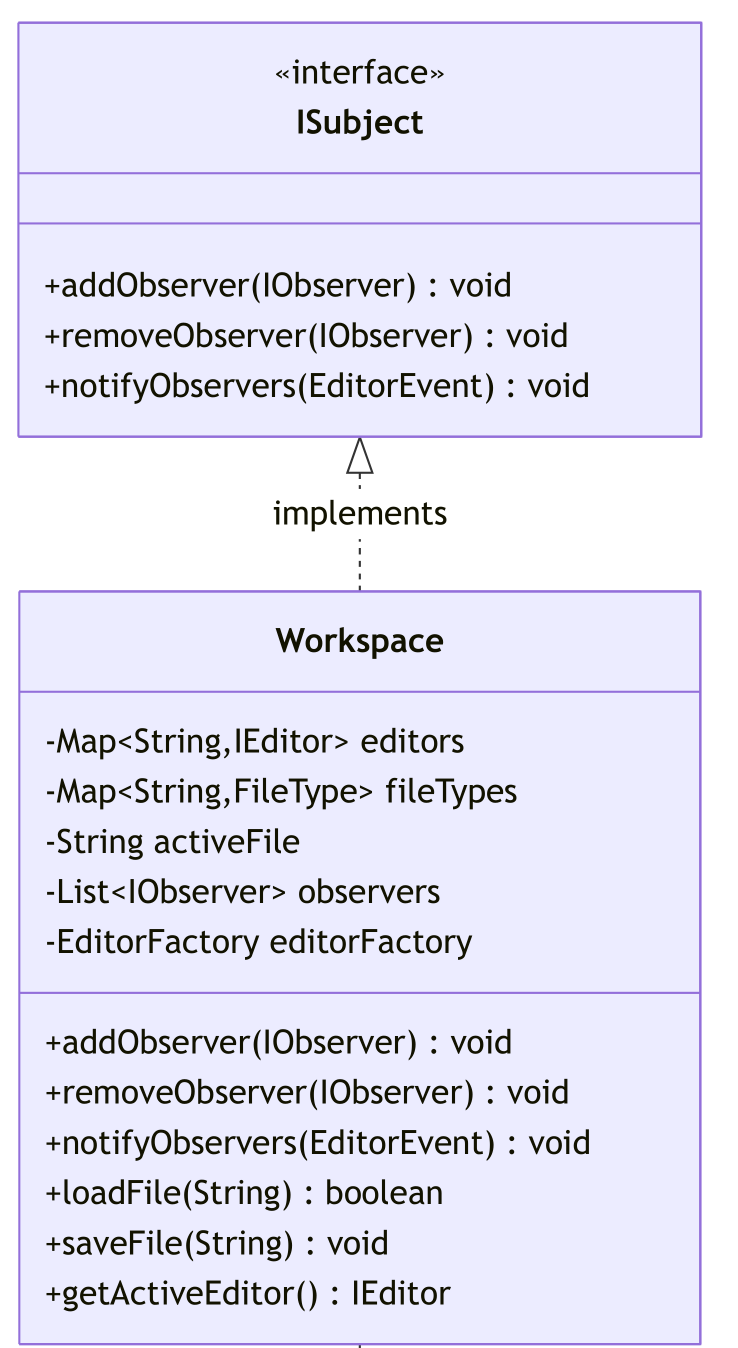 «interface»
ISubject
+addObserver(IObserver) : void
+removeObserver(IObserver) : void
+notifyObservers(EditorEvent) : void
implements
Workspace
-Map<String,IEditor> editors
-Map<String,FileType> fileTypes
-String activeFile
-List<IObserver> observers
-EditorFactory editorFactory
+addObserver(IObserver) : void
+removeObserver(IObserver) : void
+notifyObservers(EditorEvent) : void
+loadFile(String) : boolean
+saveFile(String) : void
+getActiveEditor() : IEditor